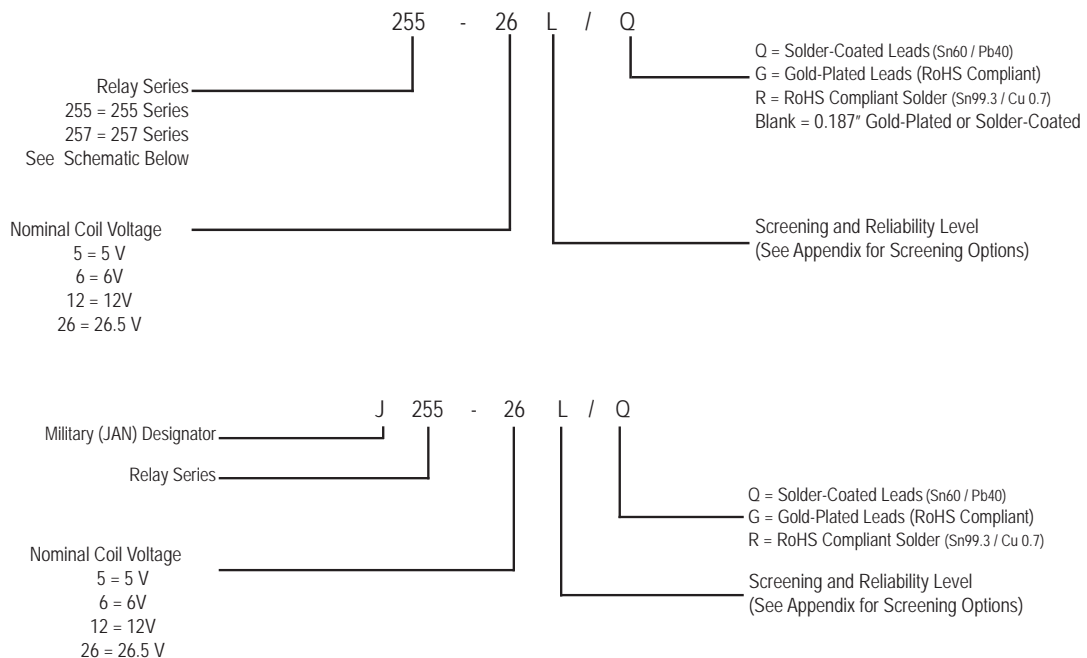 255 - 26 L / Q
Relay Series
255 = 255 Series
257 = 257 Series
See Schematic Below
Q = Solder-Coated Leads (Sn60 / Pb40)
G = Gold-Plated Leads (RoHS Compliant)
R = RoHS Compliant Solder (Sn99.3 / Cu 0.7)
Blank = 0.187" Gold-Plated or Solder-Coated
Nominal Coil Voltage
5 = 5 V
6 = 6V
12 = 12V
26 = 26.5 V
Screening and Reliability Level
(See Appendix for Screening Options)
J 255 - 26 L / Q
Military (JAN) Designator
Relay Series
Nominal Coil Voltage
5 = 5 V
6 = 6V
12 = 12V
26 = 26.5 V
Q = Solder-Coated Leads (Sn60 / Pb40)
G = Gold-Plated Leads (RoHS Compliant)
R = RoHS Compliant Solder (Sn99.3 / Cu 0.7)
Screening and Reliability Level
(See Appendix for Screening Options)